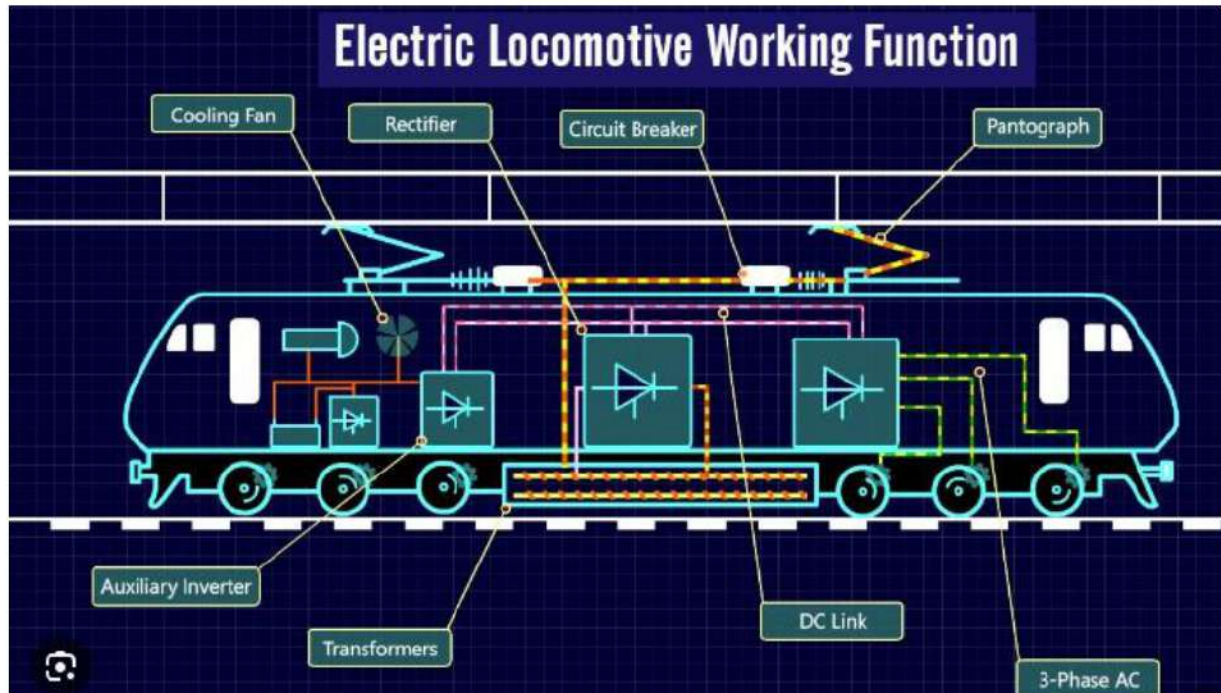 Electric Locomotive Working Function
Cooling Fan
Rectifier
Circuit Breaker
Pantograph
Auxiliary Inverter
Transformers
DC Link
3-Phase AC